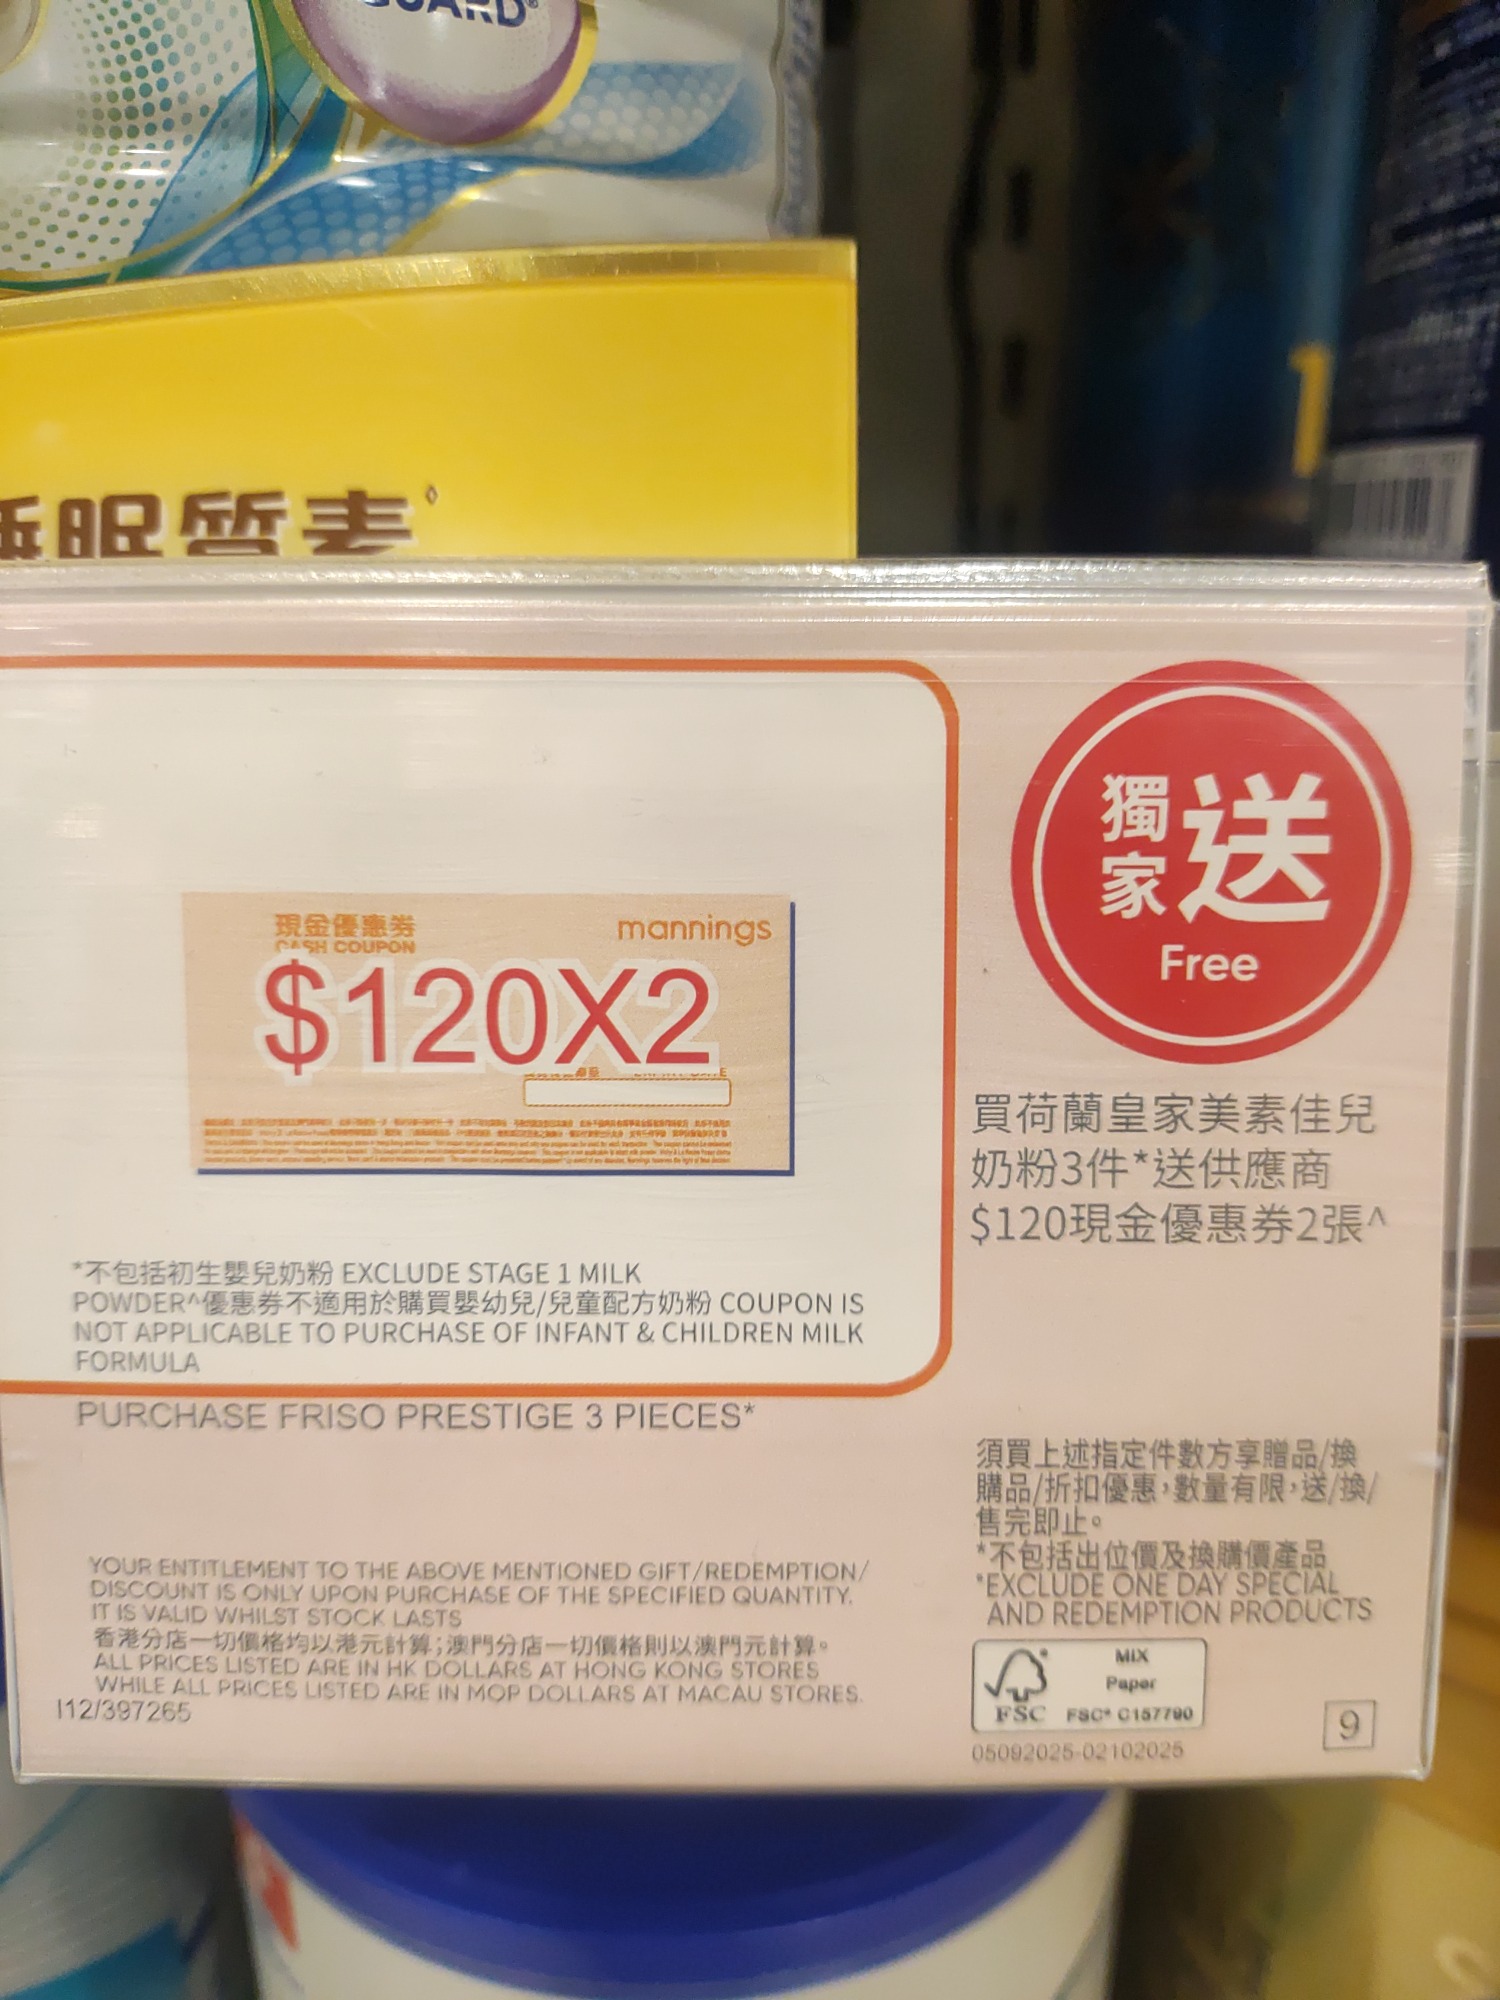 GUARD®
睡眠質素◊
1
現金優惠券
CASH COUPON
mannings
$120X2
獨家送
Free
買荷蘭皇家美素佳兒
奶粉3件*送供應商
$120現金優惠券2張^
*不包括初生嬰兒奶粉 EXCLUDE STAGE 1 MILK
POWDER^優惠券不適用於購買嬰幼兒/兒童配方奶粉 COUPON IS
NOT APPLICABLE TO PURCHASE OF INFANT & CHILDREN MILK
FORMULA
PURCHASE FRISO PRESTIGE 3 PIECES*
須買上述指定件數方享贈品/換
購品/折扣優惠,數量有限,送/換/
售完即止。
*不包括出位價及換購價產品
*EXCLUDE ONE DAY SPECIAL
AND REDEMPTION PRODUCTS
YOUR ENTITLEMENT TO THE ABOVE MENTIONED GIFT/REDEMPTION/
DISCOUNT IS ONLY UPON PURCHASE OF THE SPECIFIED QUANTITY.
IT IS VALID WHILST STOCK LASTS
香港分店一切價格均以港元計算;澳門分店一切價格則以澳門元計算。
ALL PRICES LISTED ARE IN HK DOLLARS AT HONG KONG STORES
WHILE ALL PRICES LISTED ARE IN MOP DOLLARS AT MACAU STORES.
I12/397265
FSC
MIX
Paper
FSC® C157790
05092025-02102025
9